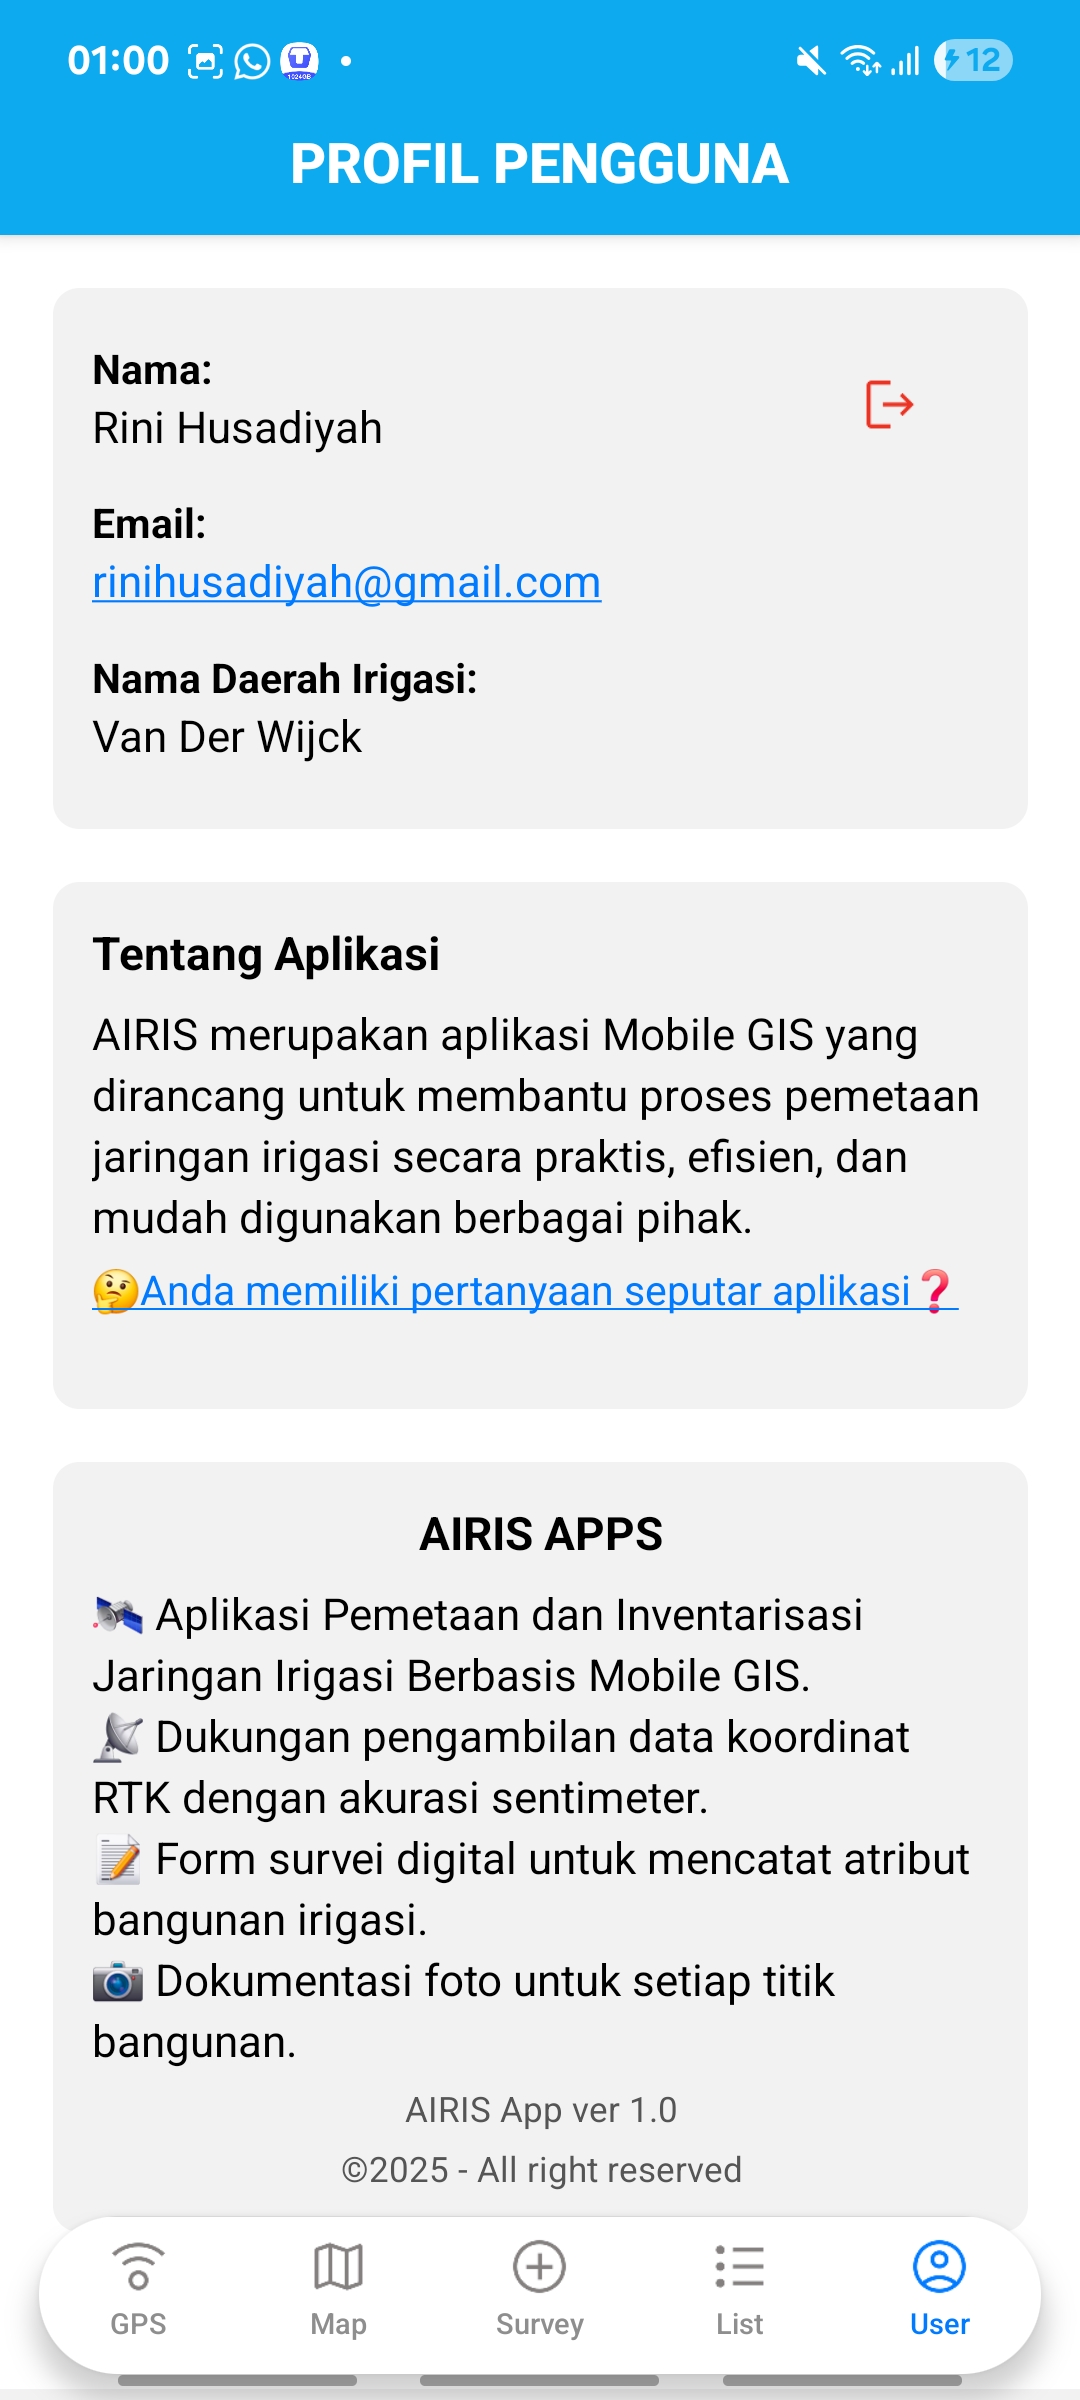 01:00
12
PROFIL PENGGUNA
Nama:
Rini Husadiyah
Email:
rinihusadiyah@gmail.com
Nama Daerah Irigasi:
Van Der Wijck
Tentang Aplikasi
AIRIS merupakan aplikasi Mobile GIS yang
dirancang untuk membantu proses pemetaan
jaringan irigasi secara praktis, efisien, dan
mudah digunakan berbagai pihak.
🤔Anda memiliki pertanyaan seputar aplikasi❓
AIRIS APPS
🛰️ Aplikasi Pemetaan dan Inventarisasi
Jaringan Irigasi Berbasis Mobile GIS.
📡 Dukungan pengambilan data koordinat
RTK dengan akurasi sentimeter.
📝 Form survei digital untuk mencatat atribut
bangunan irigasi.
📷 Dokumentasi foto untuk setiap titik
bangunan.
AIRIS App ver 1.0
©2025 - All right reserved
GPS
Map
Survey
List
User